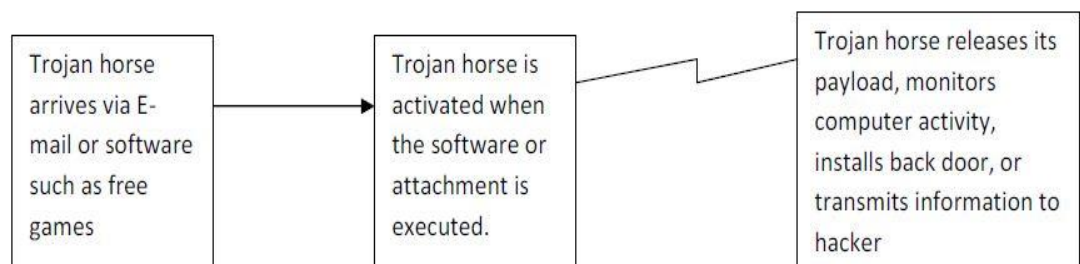 Trojan horse
arrives via E-
mail or software
such as free
games
Trojan horse is
activated when
the software or
attachment is
executed.
Trojan horse releases its
payload, monitors
computer activity,
installs back door, or
transmits information to
hacker